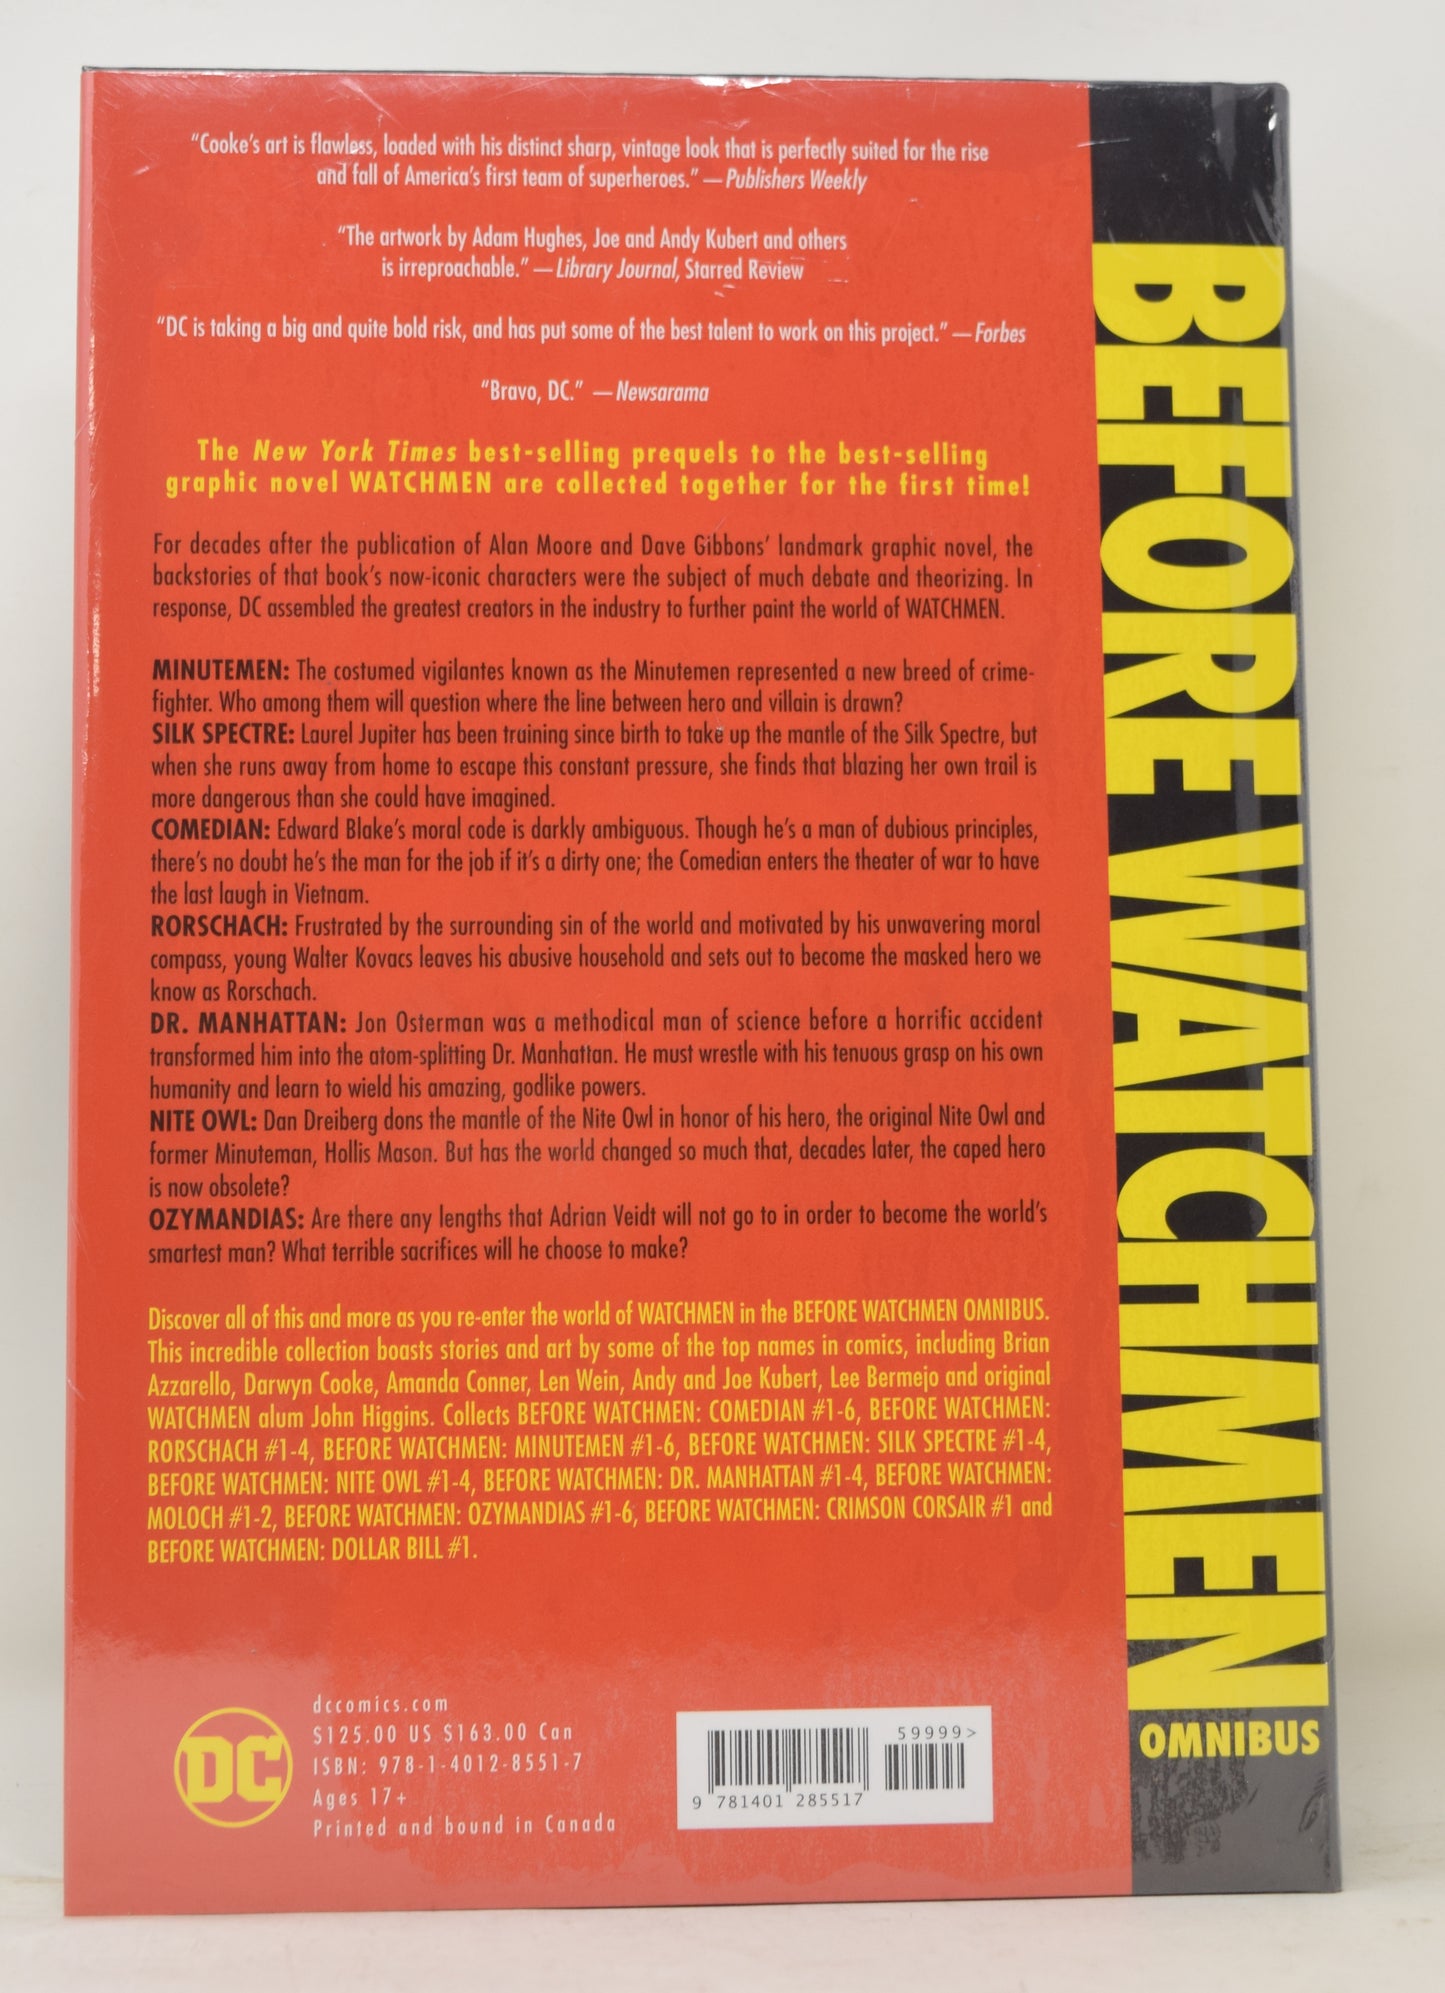 “Cooke’s art is flawless, loaded with his distinct sharp, vintage look that is perfectly suited for the rise
and fall of America’s first team of superheroes.” — Publishers Weekly
“The artwork by Adam Hughes, Joe and Andy Kubert and others
is irreproachable.” — Library Journal, Starred Review
“DC is taking a big and quite bold risk, and has put some of the best talent to work on this project.” — Forbes
“Bravo, DC.” — Newsarama
The New York Times best-selling prequels to the best-selling
graphic novel WATCHMEN are collected together for the first time!
For decades after the publication of Alan Moore and Dave Gibbons’ landmark graphic novel, the
backstories of that book’s now-iconic characters were the subject of much debate and theorizing. In
response, DC assembled the greatest creators in the industry to further paint the world of WATCHMEN.
MINUTEMEN: The costumed vigilantes known as the Minutemen represented a new breed of crime-
fighter. Who among them will question where the line between hero and villain is drawn?
SILK SPECTRE: Laurel Jupiter has been training since birth to take up the mantle of the Silk Spectre, but
when she runs away from home to escape this constant pressure, she finds that blazing her own trail is
more dangerous than she could have imagined.
COMEDIAN: Edward Blake’s moral code is darkly ambiguous. Though he’s a man of dubious principles,
there’s no doubt he’s the man for the job if it’s a dirty one; the Comedian enters the theater of war to have
the last laugh in Vietnam.
RORSCHACH: Frustrated by the surrounding sin of the world and motivated by his unwavering moral
compass, young Walter Kovacs leaves his abusive household and sets out to become the masked hero we
know as Rorschach.
DR. MANHATTAN: Jon Osterman was a methodical man of science before a horrific accident
transformed him into the atom-splitting Dr. Manhattan. He must wrestle with his tenuous grasp on his own
humanity and learn to wield his amazing, godlike powers.
NITE OWL: Dan Dreiberg dons the mantle of the Nite Owl in honor of his hero, the original Nite Owl and
former Minuteman, Hollis Mason. But has the world changed so much that, decades later, the caped hero
is now obsolete?
OZYMANDIAS: Are there any lengths that Adrian Veidt will not go to in order to become the world’s
smartest man? What terrible sacrifices will he choose to make?
Discover all of this and more as you re-enter the world of WATCHMEN in the BEFORE WATCHMEN OMNIBUS.
This incredible collection boasts stories and art by some of the top names in comics, including Brian
Azzarello, Darwyn Cooke, Amanda Conner, Len Wein, Andy and Joe Kubert, Lee Bermejo and original
WATCHMEN alum John Higgins. Collects BEFORE WATCHMEN: COMEDIAN #1-6, BEFORE WATCHMEN:
RORSCHACH #1-4, BEFORE WATCHMEN: MINUTEMEN #1-6, BEFORE WATCHMEN: SILK SPECTRE #1-4,
BEFORE WATCHMEN: NITE OWL #1-4, BEFORE WATCHMEN: DR. MANHATTAN #1-4, BEFORE WATCHMEN:
MOLOCH #1-2, BEFORE WATCHMEN: OZYMANDIAS #1-6, BEFORE WATCHMEN: CRIMSON CORSAIR #1 and
BEFORE WATCHMEN: DOLLAR BILL #1.
DC
dccomics.com
$125.00 US $163.00 Can
ISBN: 978-1-4012-8551-7
Ages 17+
Printed and bound in Canada
59999>
9 781401 285517
BEFORE WATCHMEN
OMNIBUS